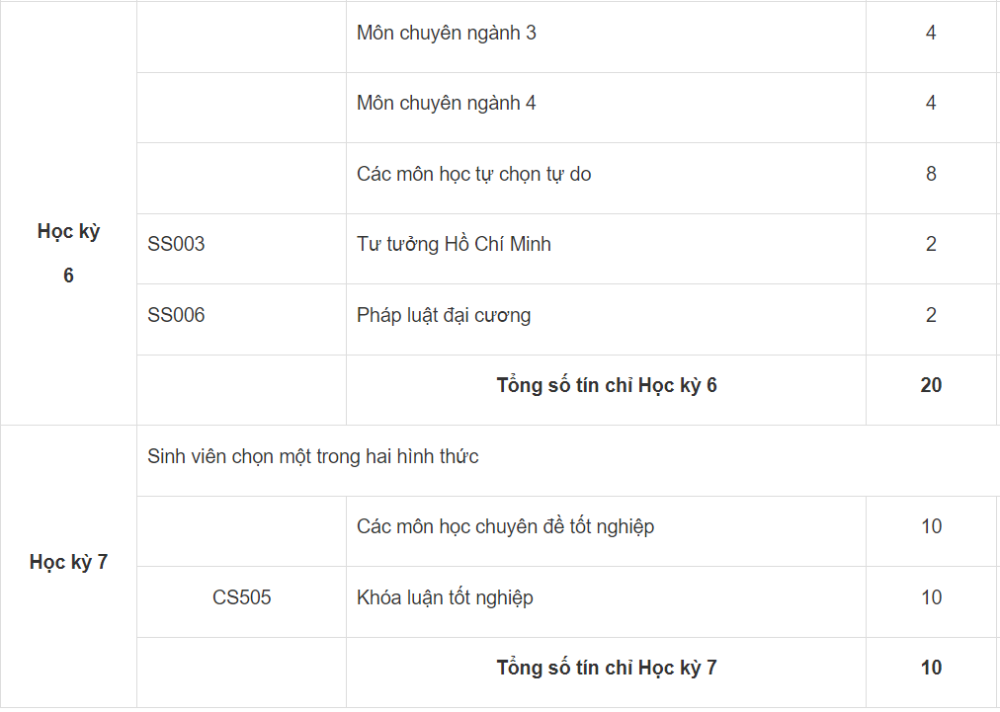 Môn chuyên ngành 3 4
Môn chuyên ngành 4 4
Các môn học tự chọn tự do 8
Học kỳ
6
SS003 Tư tưởng Hồ Chí Minh 2
SS006 Pháp luật đại cương 2
Tổng số tín chỉ Học kỳ 6 20
Học kỳ 7
Sinh viên chọn một trong hai hình thức
Các môn học chuyên đề tốt nghiệp 10
CS505 Khóa luận tốt nghiệp 10
Tổng số tín chỉ Học kỳ 7 10